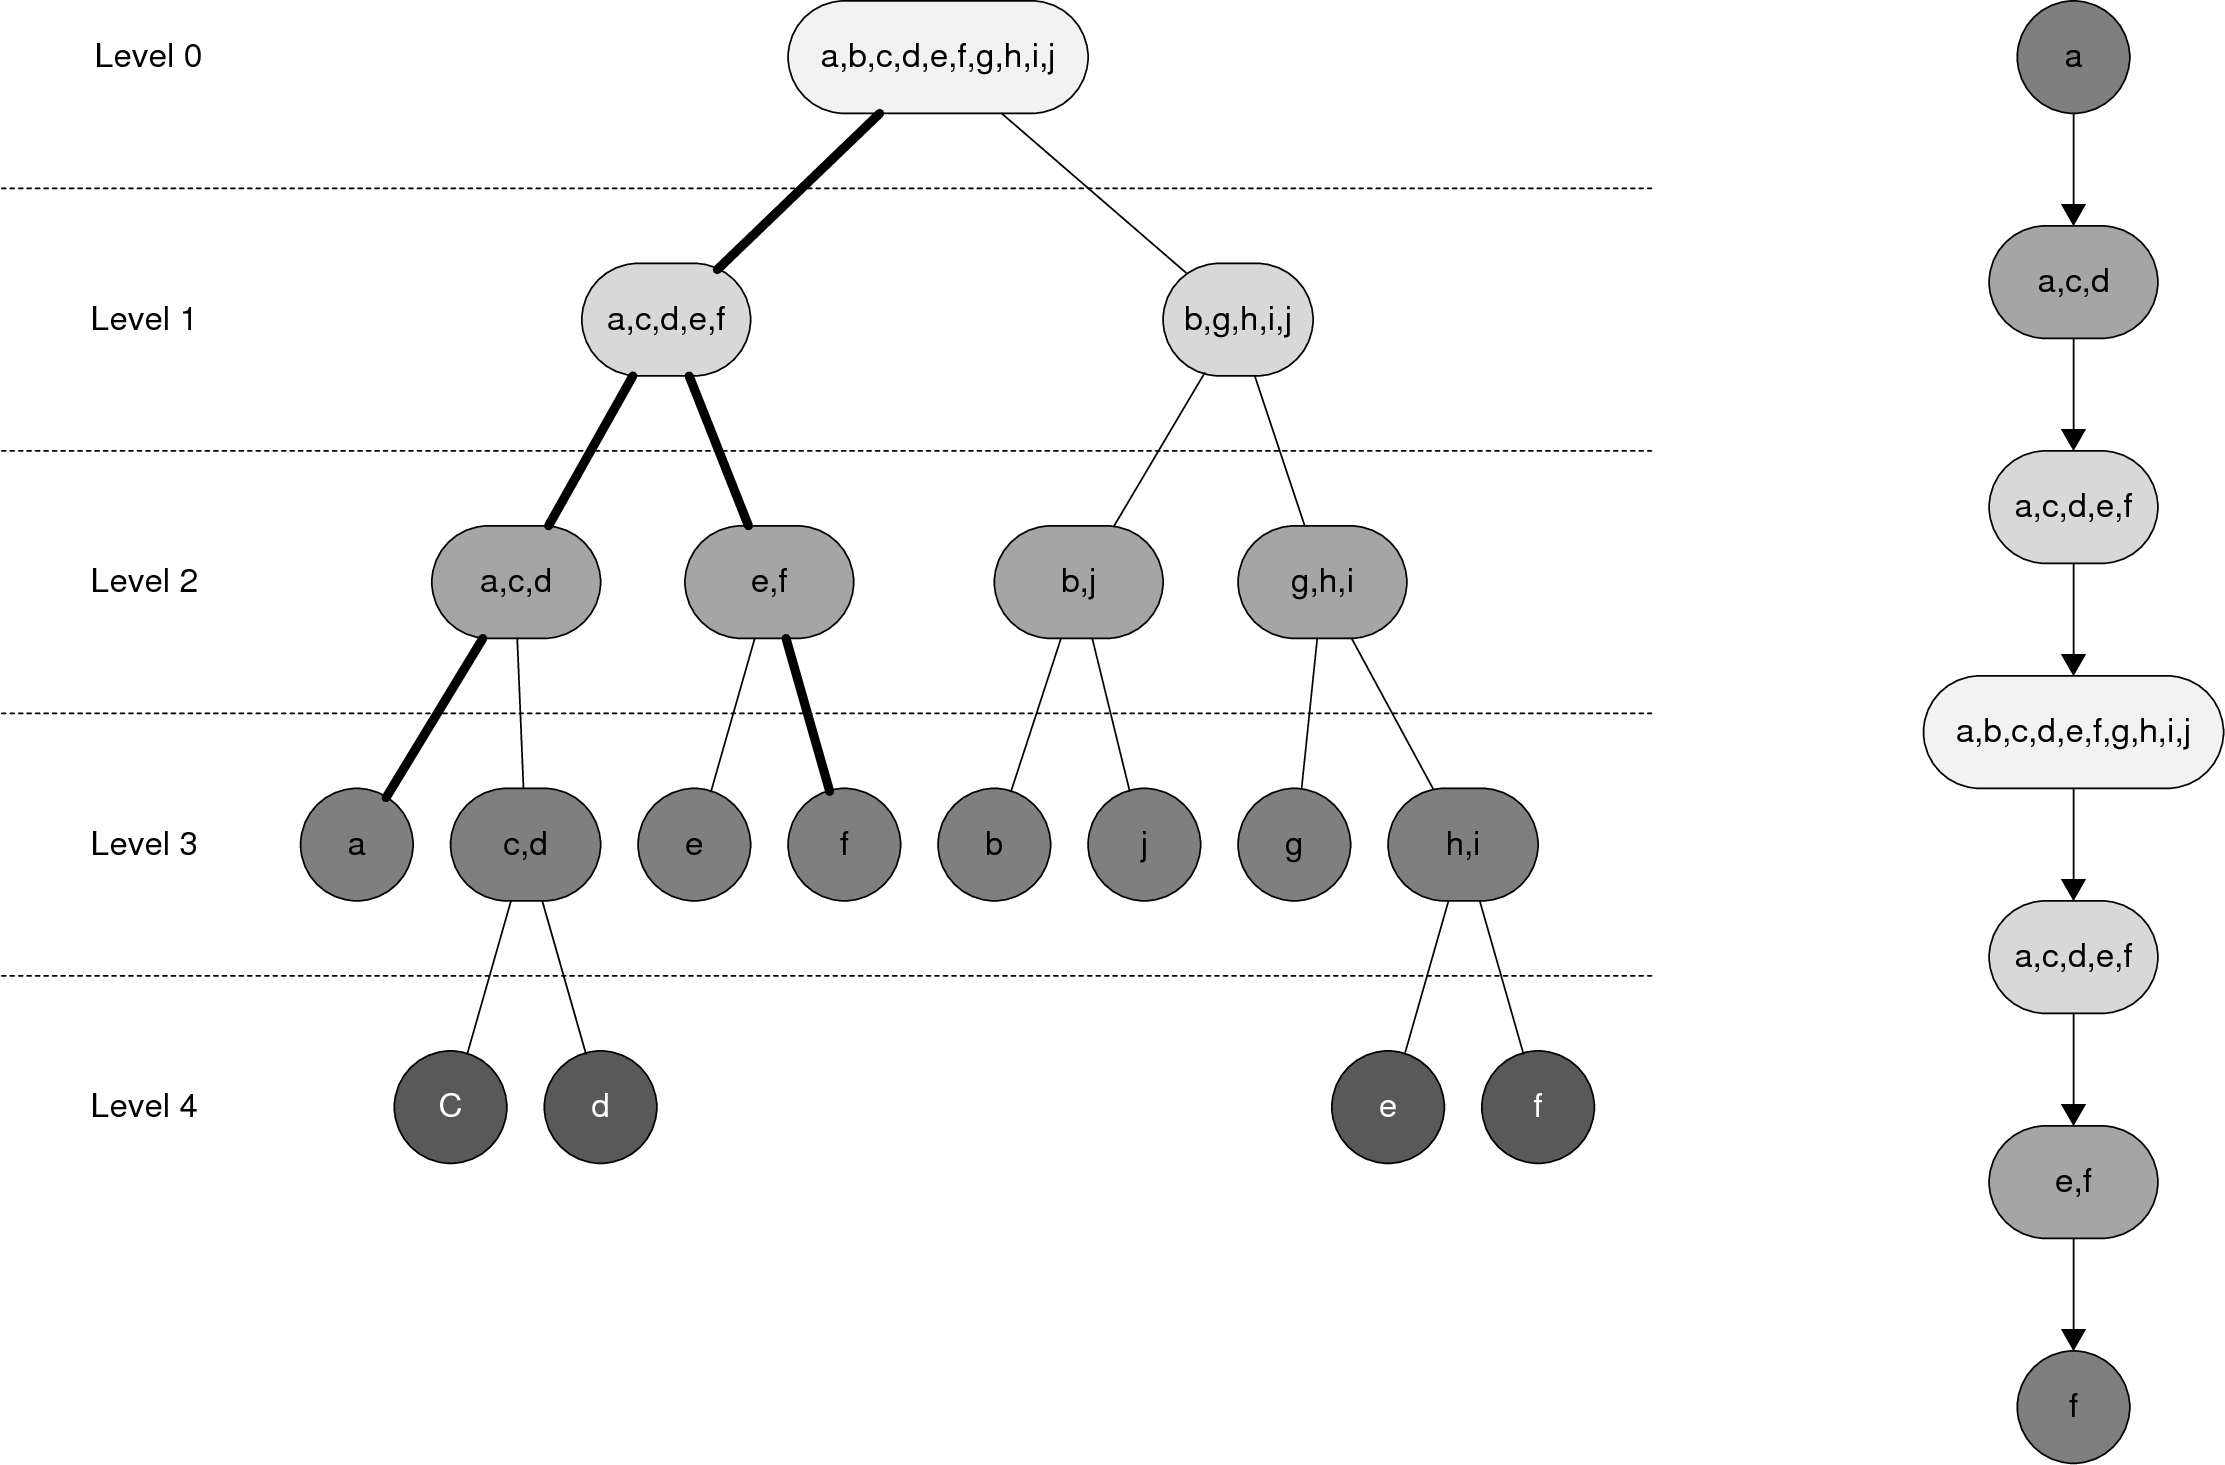 Level 0
a,b,c,d,e,f,g,h,i,j
Level 1
a,c,d,e,f
b,g,h,i,j
Level 2
a,c,d
e,f
b,j
g,h,i
Level 3
a
c,d
e
f
b
j
g
h,i
Level 4
C
d
e
f
a
a,c,d
a,c,d,e,f
a,b,c,d,e,f,g,h,i,j
a,c,d,e,f
e,f
f